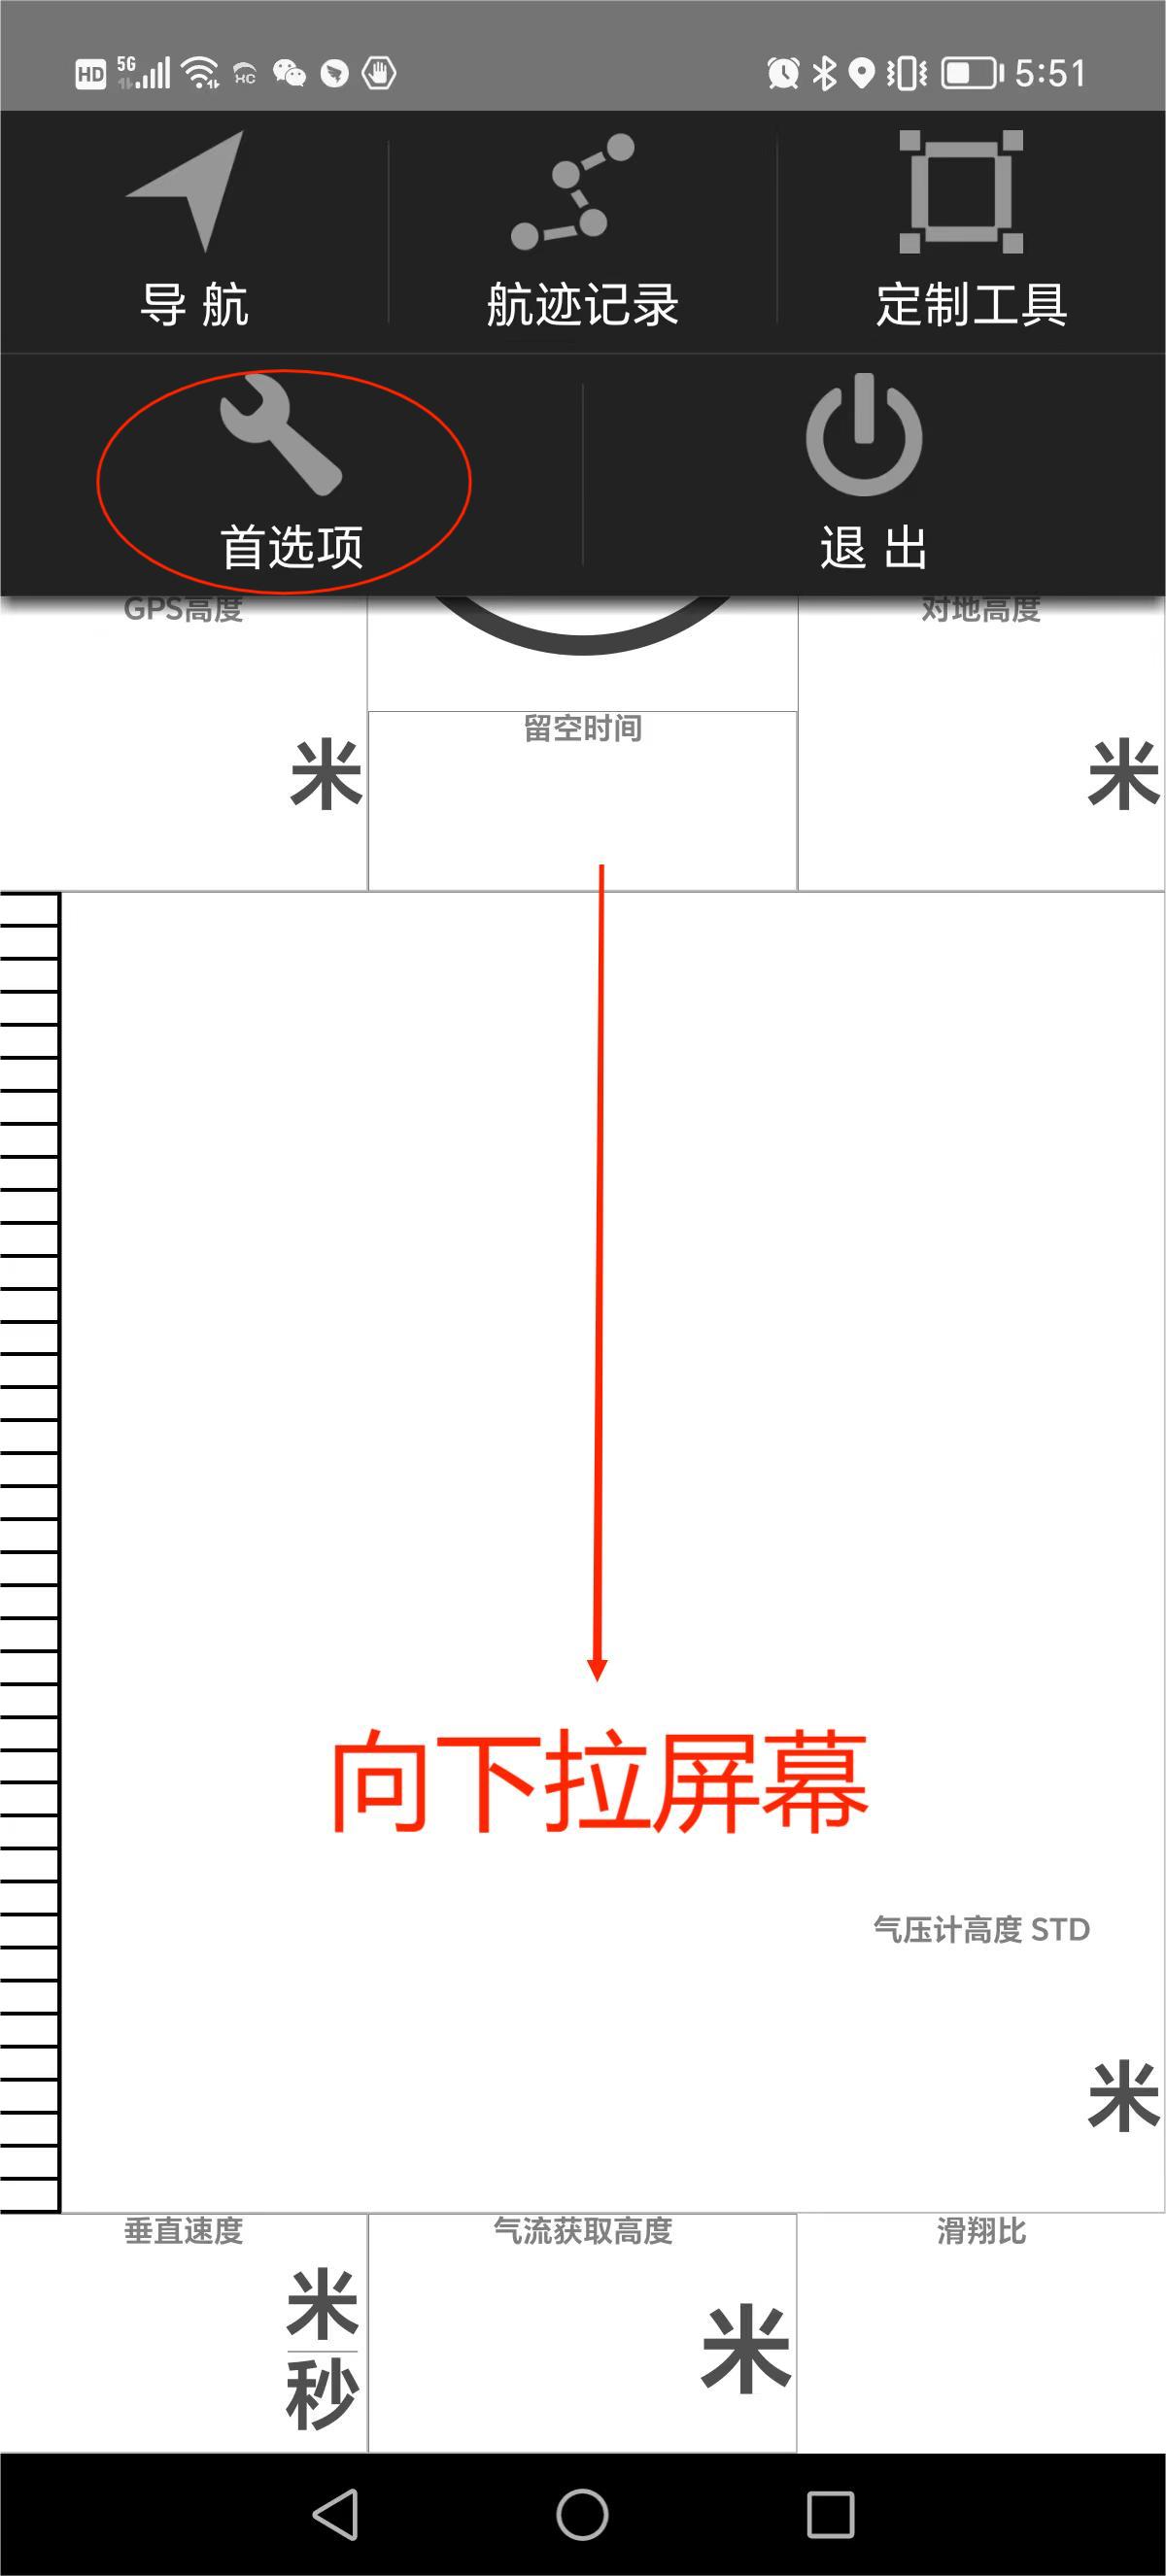 HD 5G XC 5:51
导 航 航迹记录 定制工具
首选项 退 出
GPS高度 对地高度
留空时间
米 米
向下拉屏幕
气压计高度 STD
米
垂直速度 气流获取高度 滑翔比
米
秒
米